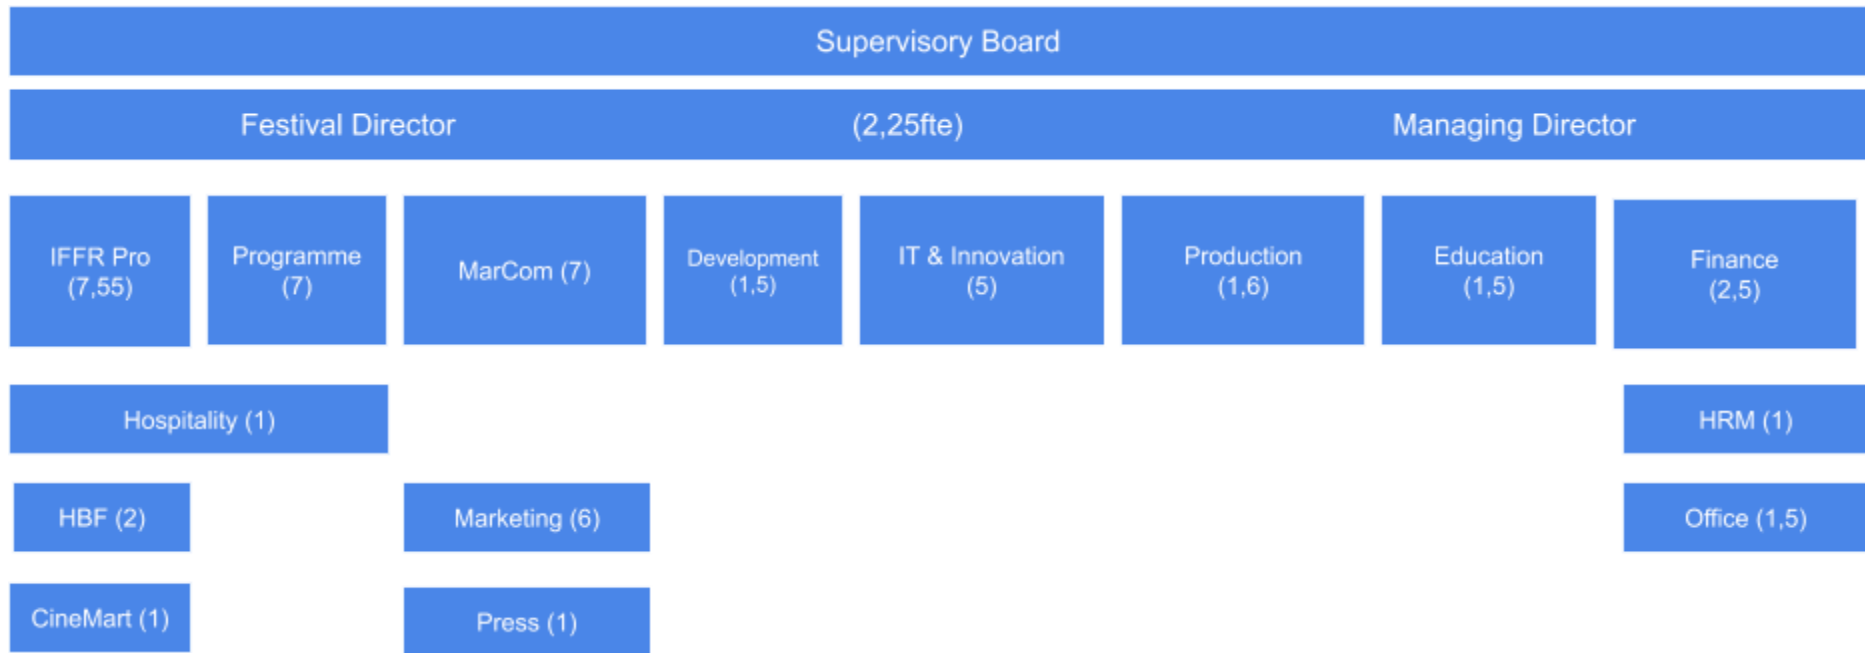 Supervisory Board
Festival Director (2,25fte) Managing Director
IFFR Pro
(7,55)
Programme
(7)
MarCom (7)
Development
(1,5)
IT & Innovation
(5)
Production
(1,6)
Education
(1,5)
Finance
(2,5)
Hospitality (1)
HRM (1)
HBF (2)
Marketing (6)
Office (1,5)
CineMart (1)
Press (1)